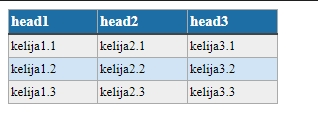 head1 head2 head3
kelija1.1 kelija2.1 kelija3.1
kelija1.2 kelija2.2 kelija3.2
kelija1.3 kelija2.3 kelija3.3